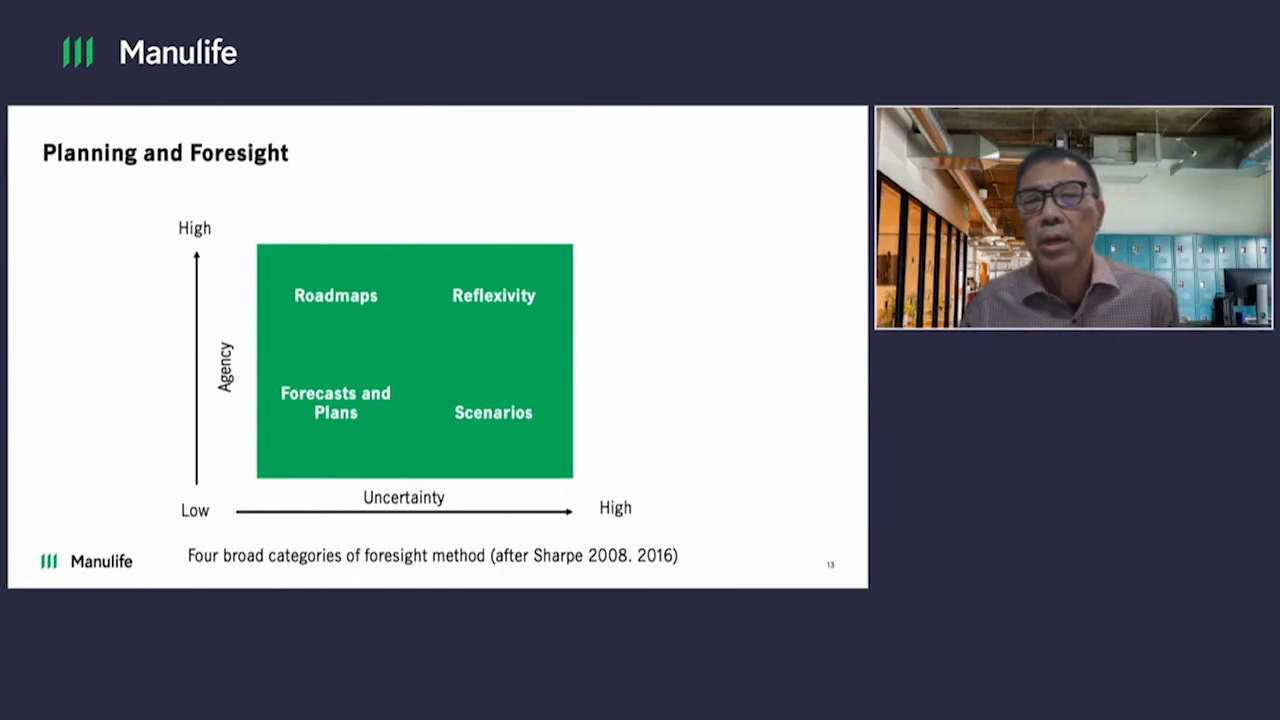 Manulife
Planning and Foresight
High
Roadmaps
Reflexivity
Agency
Forecasts and
Plans
Scenarios
Uncertainty
Low
High
Four broad categories of foresight method (after Sharpe 2008. 2016)
Manulife
13